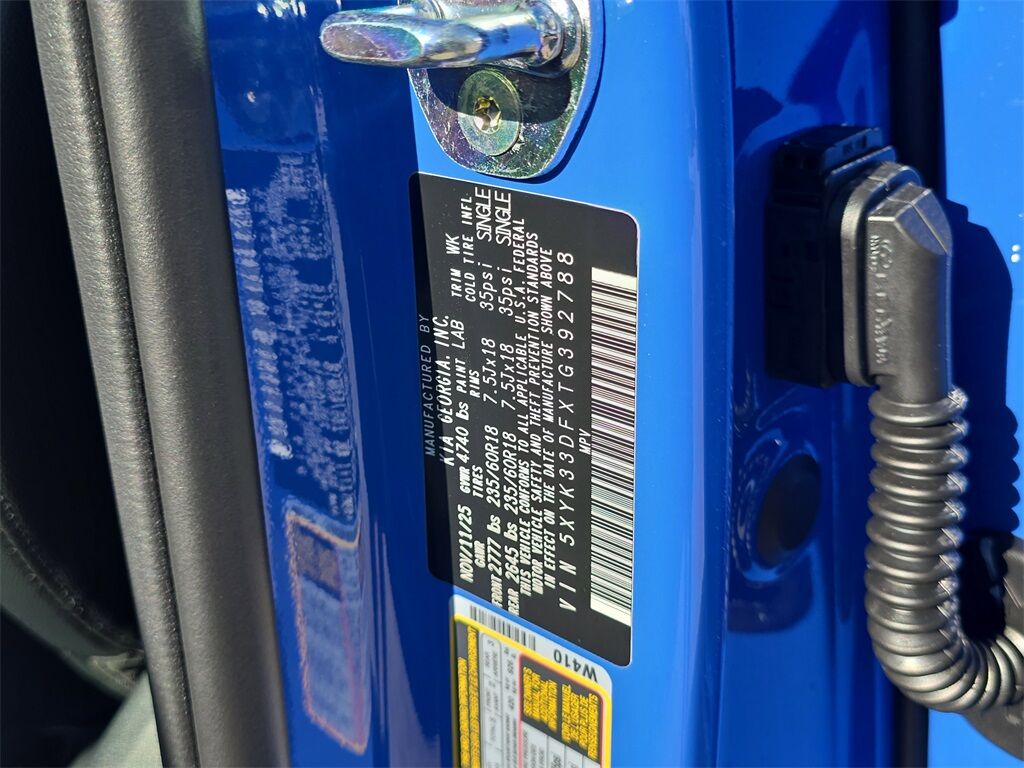 MANUFACTURED BY
KIA GEORGIA, INC.
NOV/11/25 GVWR 4740 lbs PAINT LAB TRIM WK
GAWR TIRES RIMS COLD TIRE INFL
FRONT 2777 lbs 235/60R18 7.5Jx18 35psi SINGLE
REAR 2645 lbs 235/60R18 7.5Jx18 35psi SINGLE
THIS VEHICLE CONFORMS TO ALL APPLICABLE U.S.A. FEDERAL
MOTOR VEHICLE SAFETY AND THEFT PREVENTION STANDARDS
IN EFFECT ON THE DATE OF MANUFACTURE SHOWN ABOVE
VIN 5XYK33DFXTG392788
MPV
W410